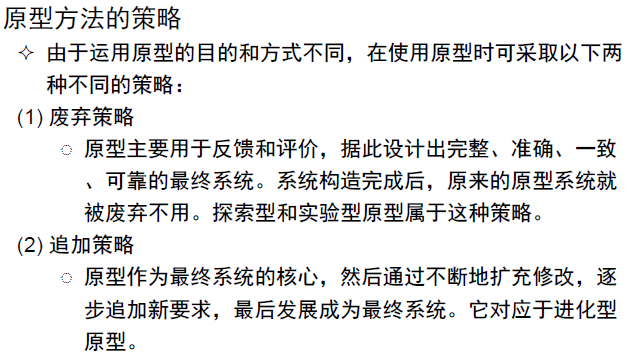 原型方法的策略
✧ 由于运用原型的目的和方式不同，在使用原型时可采取以下两
种不同的策略：
(1) 废弃策略
◌ 原型主要用于反馈和评价，据此设计出完整、准确、一致
、可靠的最终系统。系统构造完成后，原来的原型系统就
被废弃不用。探索型和实验型原型属于这种策略。
(2) 追加策略
◌ 原型作为最终系统的核心，然后通过不断地扩充修改，逐
步追加新要求，最后发展成为最终系统。它对应于进化型
原型。